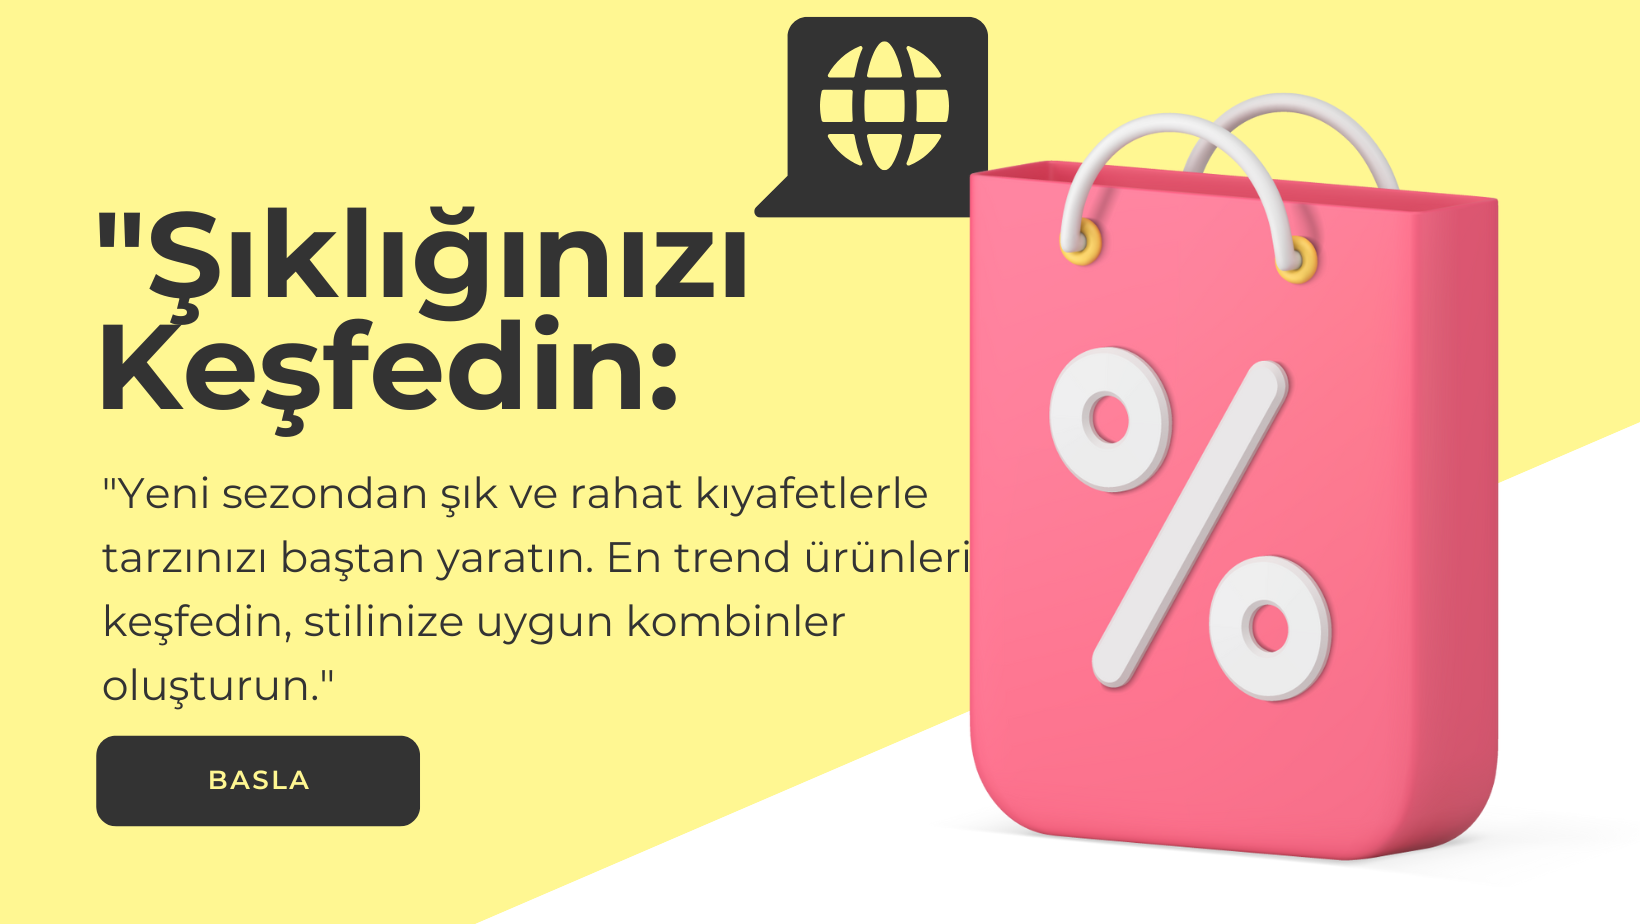 "Şıklığınızı
Keşfedin:
"Yeni sezondan şık ve rahat kıyafetlerle
tarzınızı baştan yaratın. En trend ürünleri
keşfedin, stilinize uygun kombinler
oluşturun."
BASLA
%